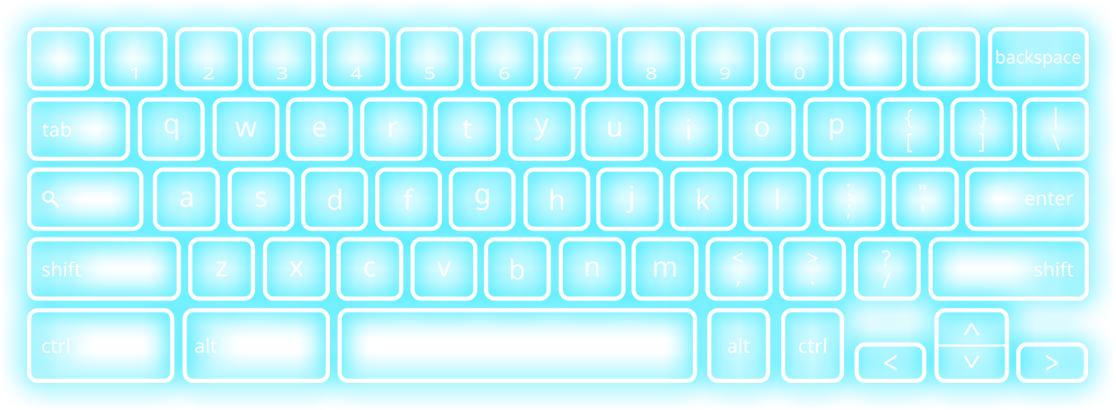 1 2 3 4 5 6 7 8 9 0 backspace
tab q w e r t y u i o p { [ } ] | \
a s d f g h j k l : ; " ' enter
shift z x c v b n m < , > . ? / shift
ctrl alt alt ctrl < ^ v >